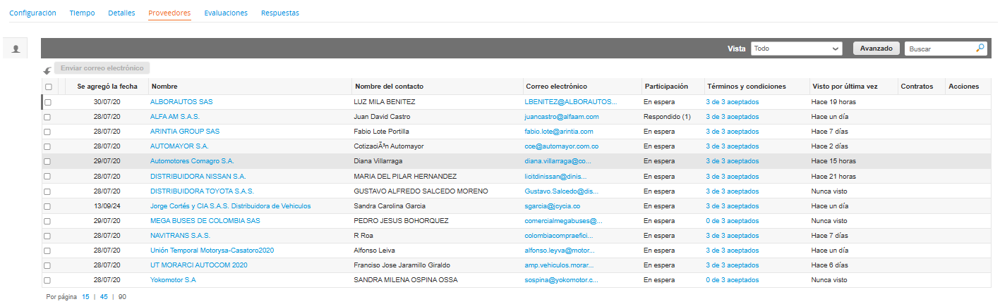 Configuración Tiempo Detalles Proveedores Evaluaciones Respuestas
Vista Todo Avanzado Buscar
Enviar correo electrónico
Se agregó la fecha Nombre Nombre del contacto Correo electrónico Participación Términos y condiciones Visto por última vez Contratos Acciones
30/07/20 ALBORAUTOS SAS LUZ MILA BENITEZ LBENITEZ@ALBORAUTOS... En espera 3 de 3 aceptados Hace 19 horas
28/07/20 ALFA AM S.A.S. Juan David Castro juancastro@alfaam.com Respondido (1) 3 de 3 aceptados Hace un día
28/07/20 ARINTIA GROUP SAS Fabio Lote Portilla fabio.lote@arintia.com En espera 3 de 3 aceptados Hace 7 días
28/07/20 AUTOMAYOR S.A. CotizaciÃ³n Automayor cce@automayor.com.co En espera 3 de 3 aceptados Hace 2 días
29/07/20 Automotores Comagro S.A. Diana Villarraga diana.villarraga@co... En espera 3 de 3 aceptados Hace 15 horas
28/07/20 DISTRIBUIDORA NISSAN S.A. MARIA DEL PILAR HERNANDEZ licitdinissan@dinis... En espera 3 de 3 aceptados Hace 21 horas
28/07/20 DISTRIBUIDORA TOYOTA S.A.S. GUSTAVO ALFREDO SALCEDO MORENO Gustavo.Salcedo@dis... En espera 3 de 3 aceptados Nunca visto
13/09/24 Jorge Cortés y CIA S.A.S. Distribuidora de Vehiculos Sandra Carolina Garcia sgarcia@jcycia.co En espera 3 de 3 aceptados Hace un día
29/07/20 MEGA BUSES DE COLOMBIA SAS PEDRO JESUS BOHORQUEZ comercialmegabuses@... En espera 0 de 3 aceptados Nunca visto
28/07/20 NAVITRANS S.A.S. R Roa colombiacompraefici... En espera 3 de 3 aceptados Hace 7 días
28/07/20 Unión Temporal Motorysa-Casatoro2020 Alfonso Leiva alfonso.leyva@motor... En espera 3 de 3 aceptados Hace un día
28/07/20 UT MORARCI AUTOCOM 2020 Franciso Jose Jaramillo Giraldo amp.vehiculos.morar... En espera 3 de 3 aceptados Hace 6 días
28/07/20 Yokomotor S.A SANDRA MILENA OSPINA OSSA sospina@yokomotor.c... En espera 0 de 3 aceptados Nunca visto
Por página 15 | 45 | 90